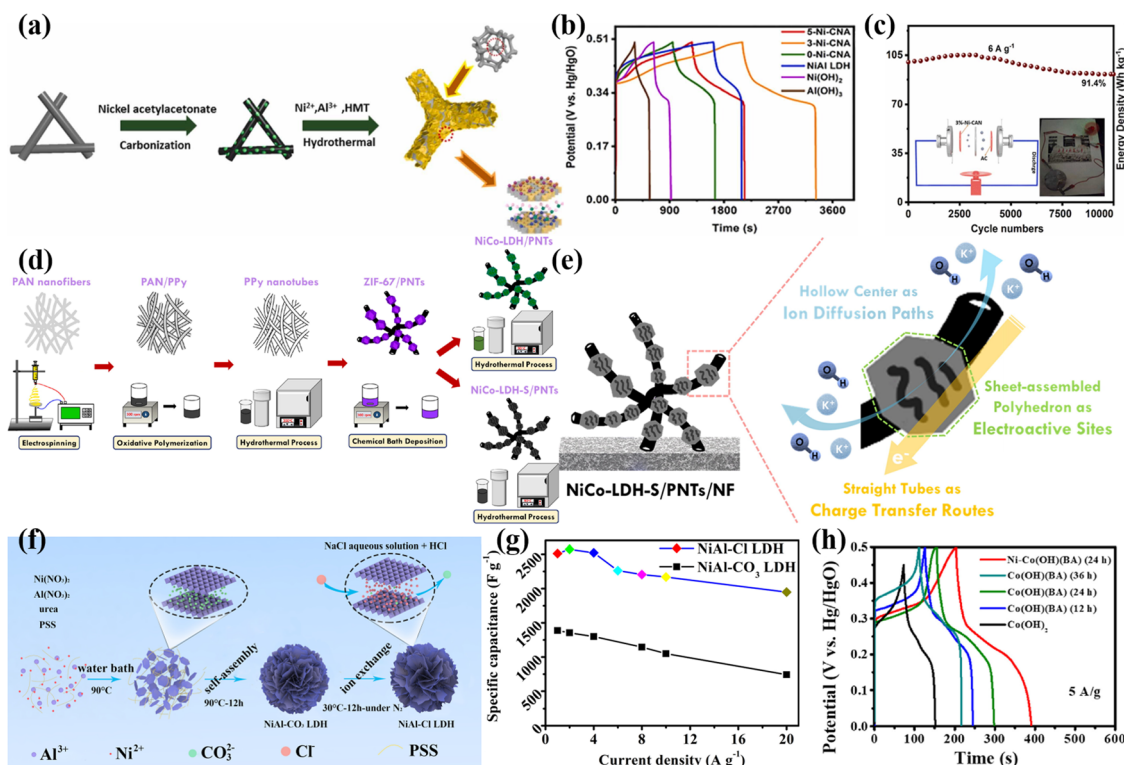 (a)
Nickel acetylacetonate
Carbonization
Ni2+,Al3+ ,HMT
Hydrothermal
(b)
Potential (V vs. Hg/HgO)
0.51
0.34
0.17
0.00
5-Ni-CNA
3-Ni-CNA
0-Ni-CNA
NiAl LDH
Ni(OH)2
Al(OH)3
0 900 1800 2700 3600
Time (s)
(c)
105
70
35
0
6 A g-1
91.4%
3%-Ni-CAN
AC
Discharge
Energy Density (Wh kg-1)
0 2500 5000 7500 10000
Cycle numbers
(d)
PAN nanofibers
PAN/PPy
PPy nanotubes
ZIF-67/PNTs
NiCo-LDH/PNTs
Hydrothermal Process
NiCo-LDH-S/PNTs
Electrospinning
Oxidative Polymerization
Hydrothermal Process
Chemical Bath Deposition
Hydrothermal Process
(e)
NiCo-LDH-S/PNTs/NF
Hollow Center as
Ion Diffusion Paths
K+
O H
K+
K+
O H
O H
K+
O H
K+
Sheet-assembled
Polyhedron as
Electroactive Sites
e-
Straight Tubes as
Charge Transfer Routes
(f)
NaCl aqueous solution + HCl
Ni(NO3)2
Al(NO3)2
urea
PSS
water bath
90°C
self-assembly
90°C-12h
NiAl-CO3 LDH
ion exchange
30°C-12h-under N2
NiAl-Cl LDH
Al3+
Ni2+
CO32-
Cl-
PSS
(g)
Specific capacitance (F g-1)
2500
2000
1500
1000
500
0
NiAl-Cl LDH
NiAl-CO3 LDH
0 4 8 12 16 20
Current density (A g-1)
(h)
Potential (V vs. Hg/HgO)
0.5
0.4
0.3
0.2
0.1
0.0
Ni-Co(OH)(BA) (24 h)
Co(OH)(BA) (36 h)
Co(OH)(BA) (24 h)
Co(OH)(BA) (12 h)
Co(OH)2
5 A/g
0 100 200 300 400 500 600
Time (s)